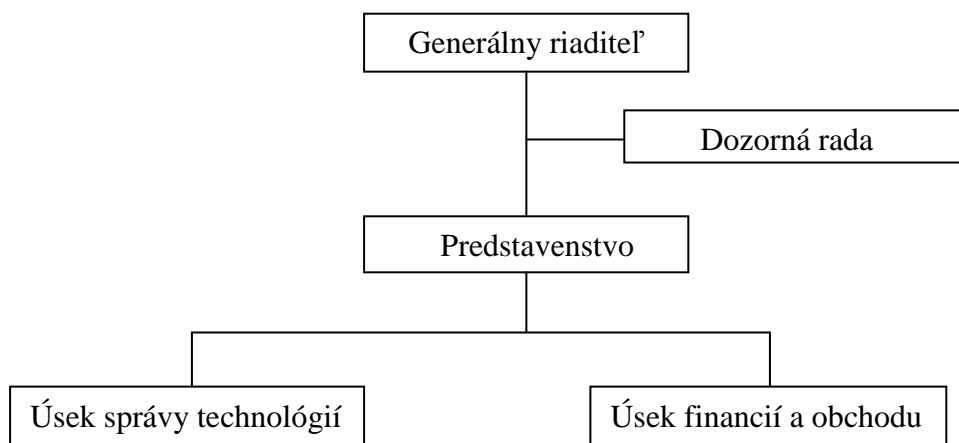 Generálny riaditeľ
Dozorná rada
Predstavenstvo
Úsek správy technológií
Úsek financií a obchodu